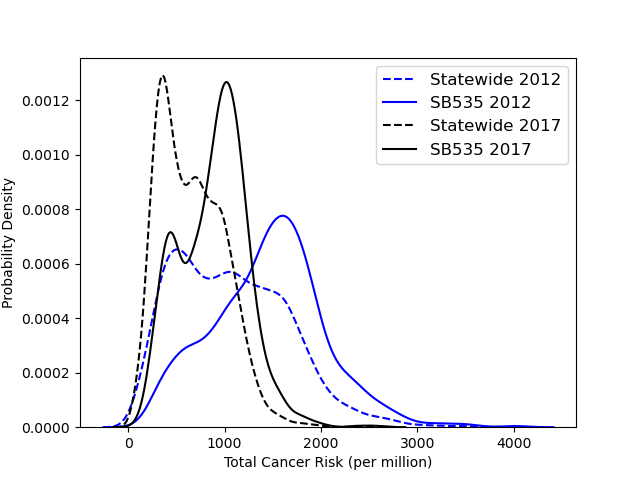 Statewide 2012
SB535 2012
Statewide 2017
SB535 2017
Probability Density
0.0012
0.0010
0.0008
0.0006
0.0004
0.0002
0.0000
0 1000 2000 3000 4000
Total Cancer Risk (per million)